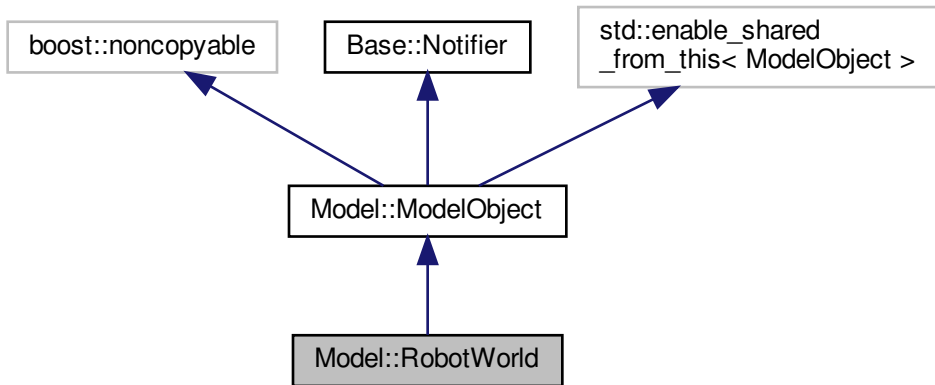 boost::noncopyable
Base::Notifier
std::enable_shared
_from_this< ModelObject >
Model::ModelObject
Model::RobotWorld